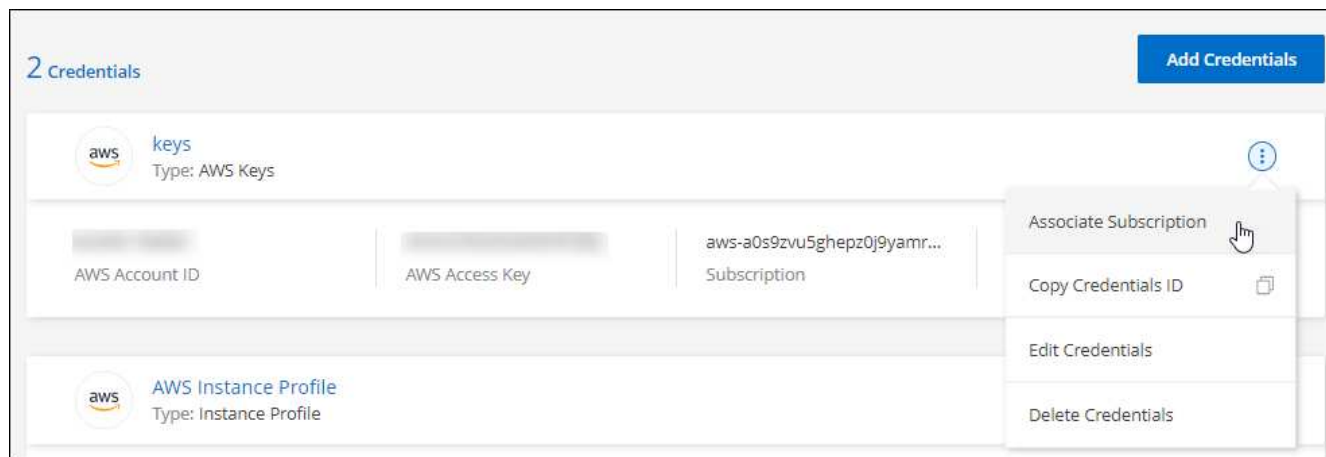 2 Credentials
Add Credentials
aws
keys
Type: AWS Keys
aws-a0s9zvu5ghepz0j9yamr...
AWS Account ID
AWS Access Key
Subscription
Associate Subscription
Copy Credentials ID
Edit Credentials
Delete Credentials
aws
AWS Instance Profile
Type: Instance Profile